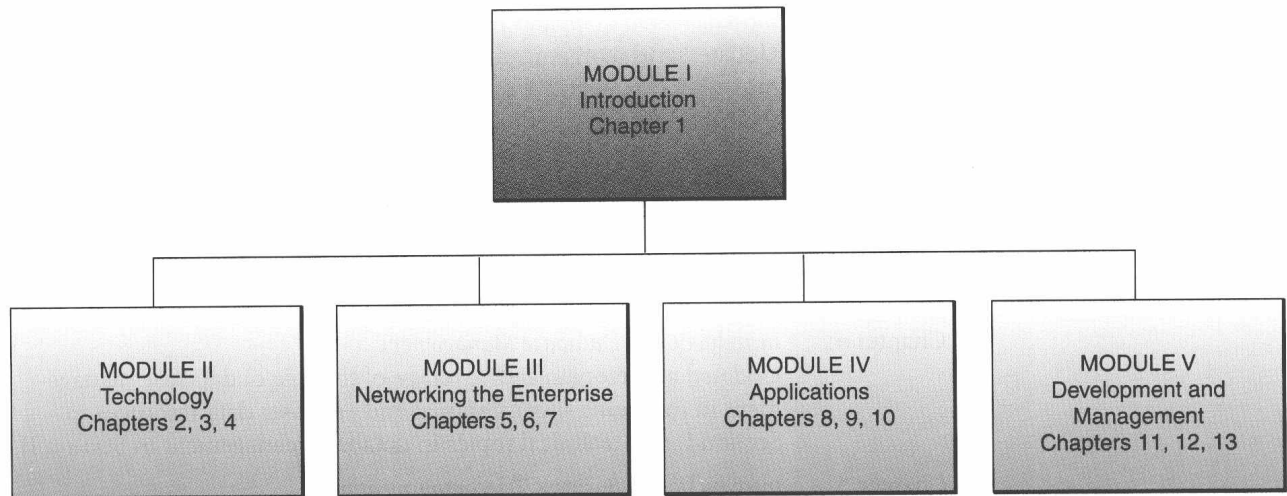 MODULE I
Introduction
Chapter 1
MODULE II
Technology
Chapters 2, 3, 4
MODULE III
Networking the Enterprise
Chapters 5, 6, 7
MODULE IV
Applications
Chapters 8, 9, 10
MODULE V
Development and
Management
Chapters 11, 12, 13